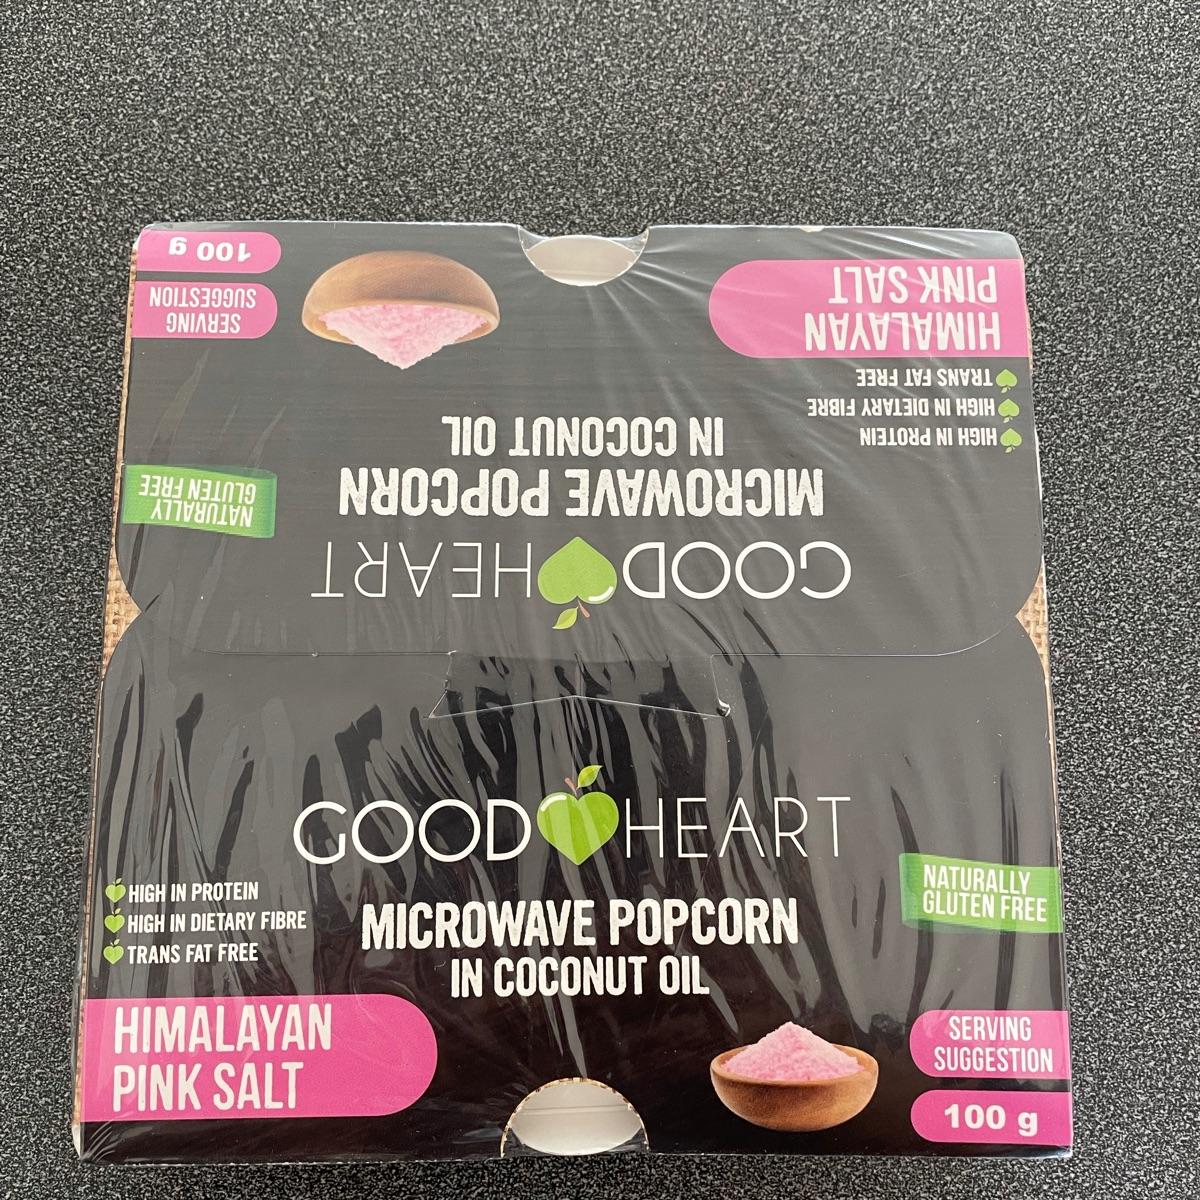 100 g
SERVING
SUGGESTION
HIMALAYAN
PINK SALT
TRANS FAT FREE
HIGH IN DIETARY FIBRE
HIGH IN PROTEIN
IN COCONUT OIL
MICROWAVE POPCORN
NATURALLY
GLUTEN FREE
GOOD HEART
GOOD HEART
HIGH IN PROTEIN
HIGH IN DIETARY FIBRE
TRANS FAT FREE
MICROWAVE POPCORN
IN COCONUT OIL
NATURALLY
GLUTEN FREE
HIMALAYAN
PINK SALT
SERVING
SUGGESTION
100 g